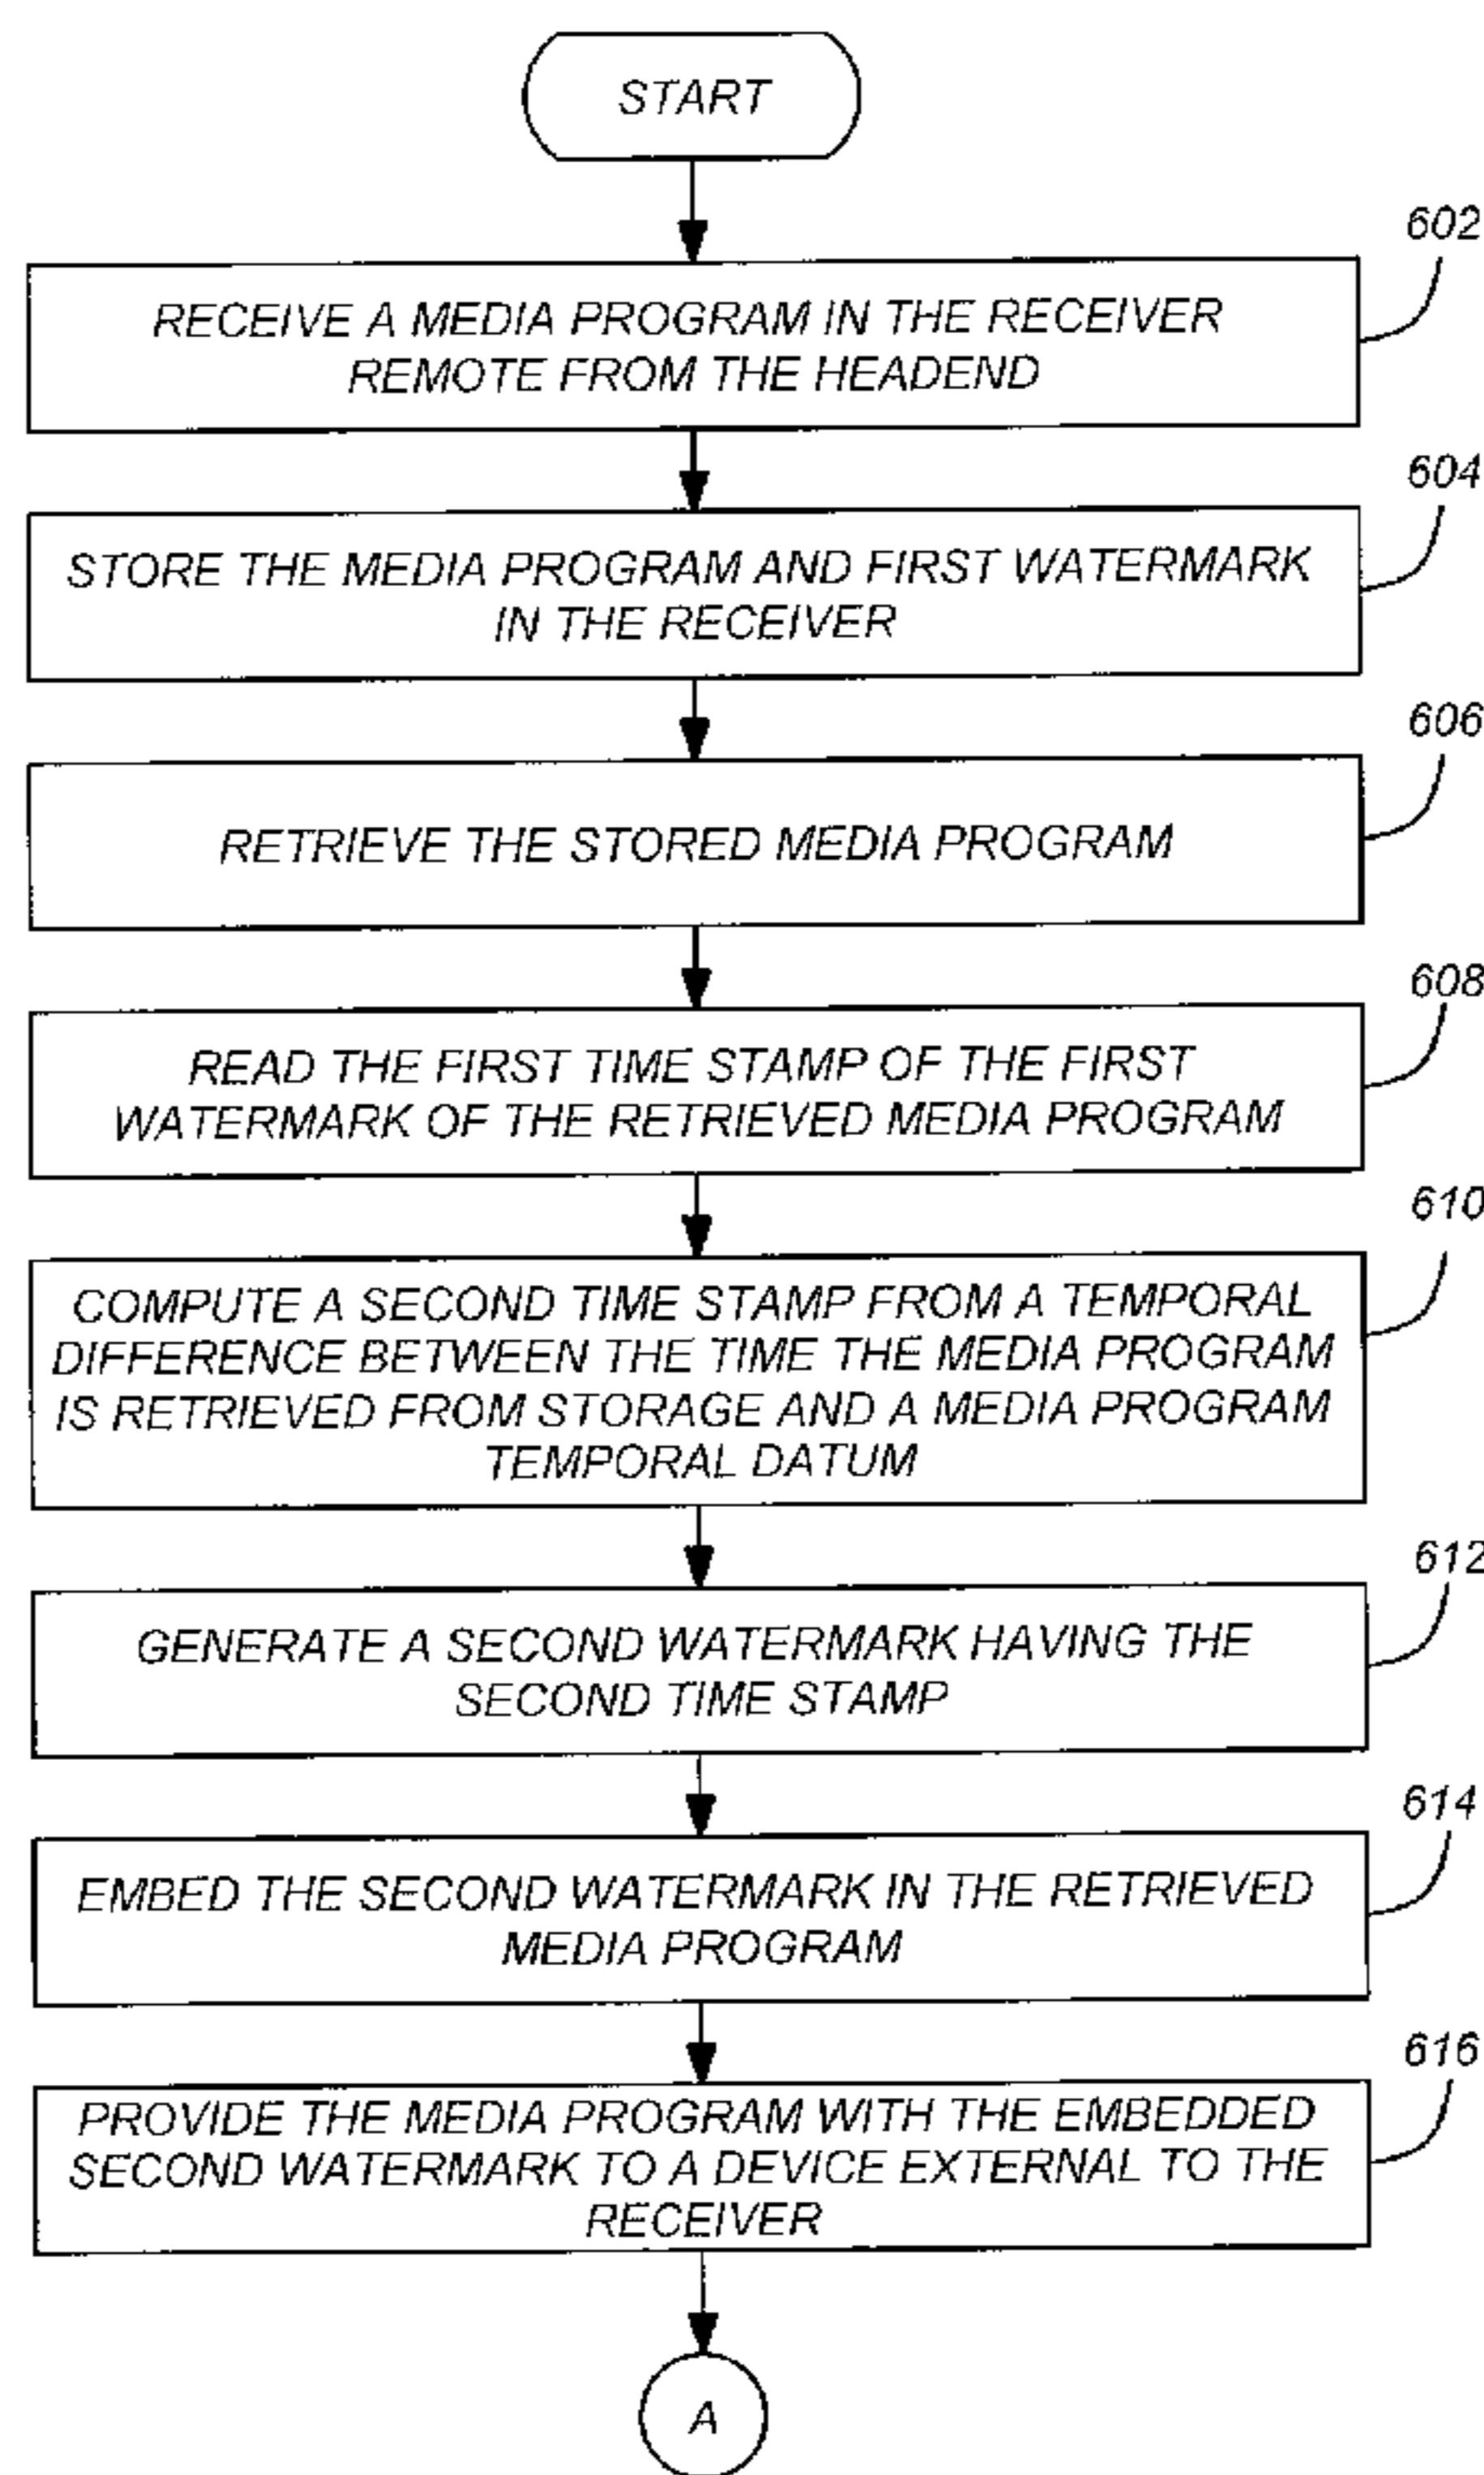 START
602
RECEIVE A MEDIA PROGRAM IN THE RECEIVER
REMOTE FROM THE HEADEND
604
STORE THE MEDIA PROGRAM AND FIRST WATERMARK
IN THE RECEIVER
606
RETRIEVE THE STORED MEDIA PROGRAM
608
READ THE FIRST TIME STAMP OF THE FIRST
WATERMARK OF THE RETRIEVED MEDIA PROGRAM
610
COMPUTE A SECOND TIME STAMP FROM A TEMPORAL
DIFFERENCE BETWEEN THE TIME THE MEDIA PROGRAM
IS RETRIEVED FROM STORAGE AND A MEDIA PROGRAM
TEMPORAL DATUM
612
GENERATE A SECOND WATERMARK HAVING THE
SECOND TIME STAMP
614
EMBED THE SECOND WATERMARK IN THE RETRIEVED
MEDIA PROGRAM
616
PROVIDE THE MEDIA PROGRAM WITH THE EMBEDDED
SECOND WATERMARK TO A DEVICE EXTERNAL TO THE
RECEIVER
A